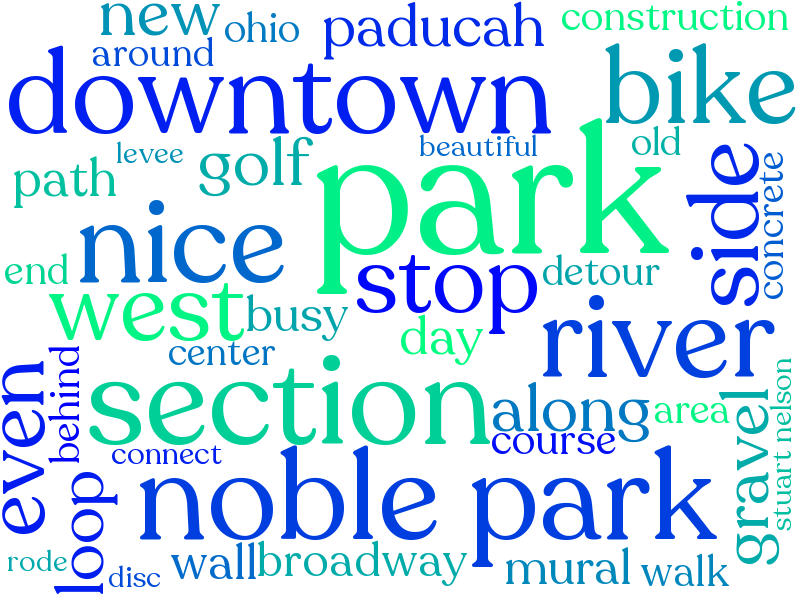 new
ohio
paducah
construction
around
downtown
bike
levee
beautiful
old
path
golf
park
side
concrete
nice
end
stop
detour
west
busy
day
river
center
even
behind
section
along
area
gravel
stuart nelson
course
connect
loop
noble park
rode
disc
wall
broadway
mural
walk